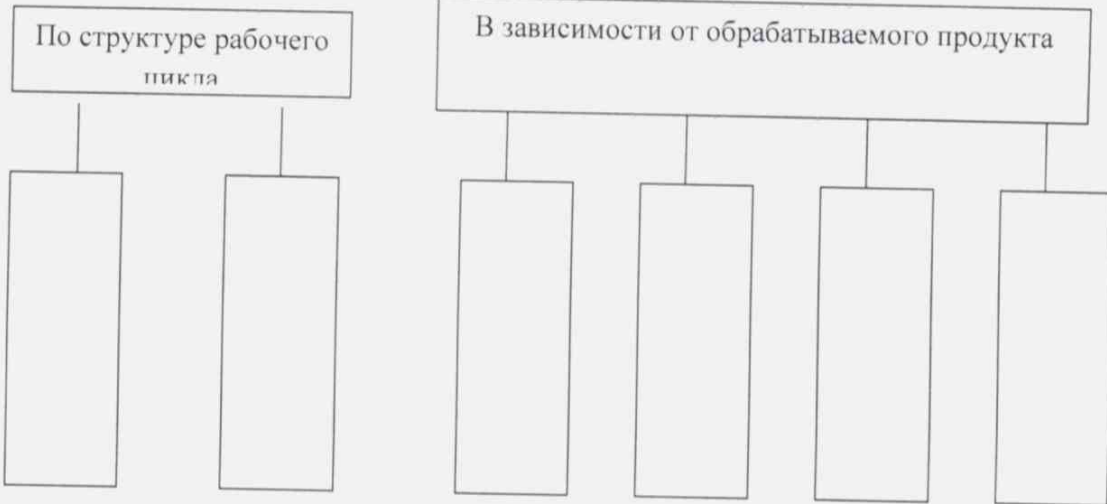 По структуре рабочего
цикла
В зависимости от обрабатываемого продукта